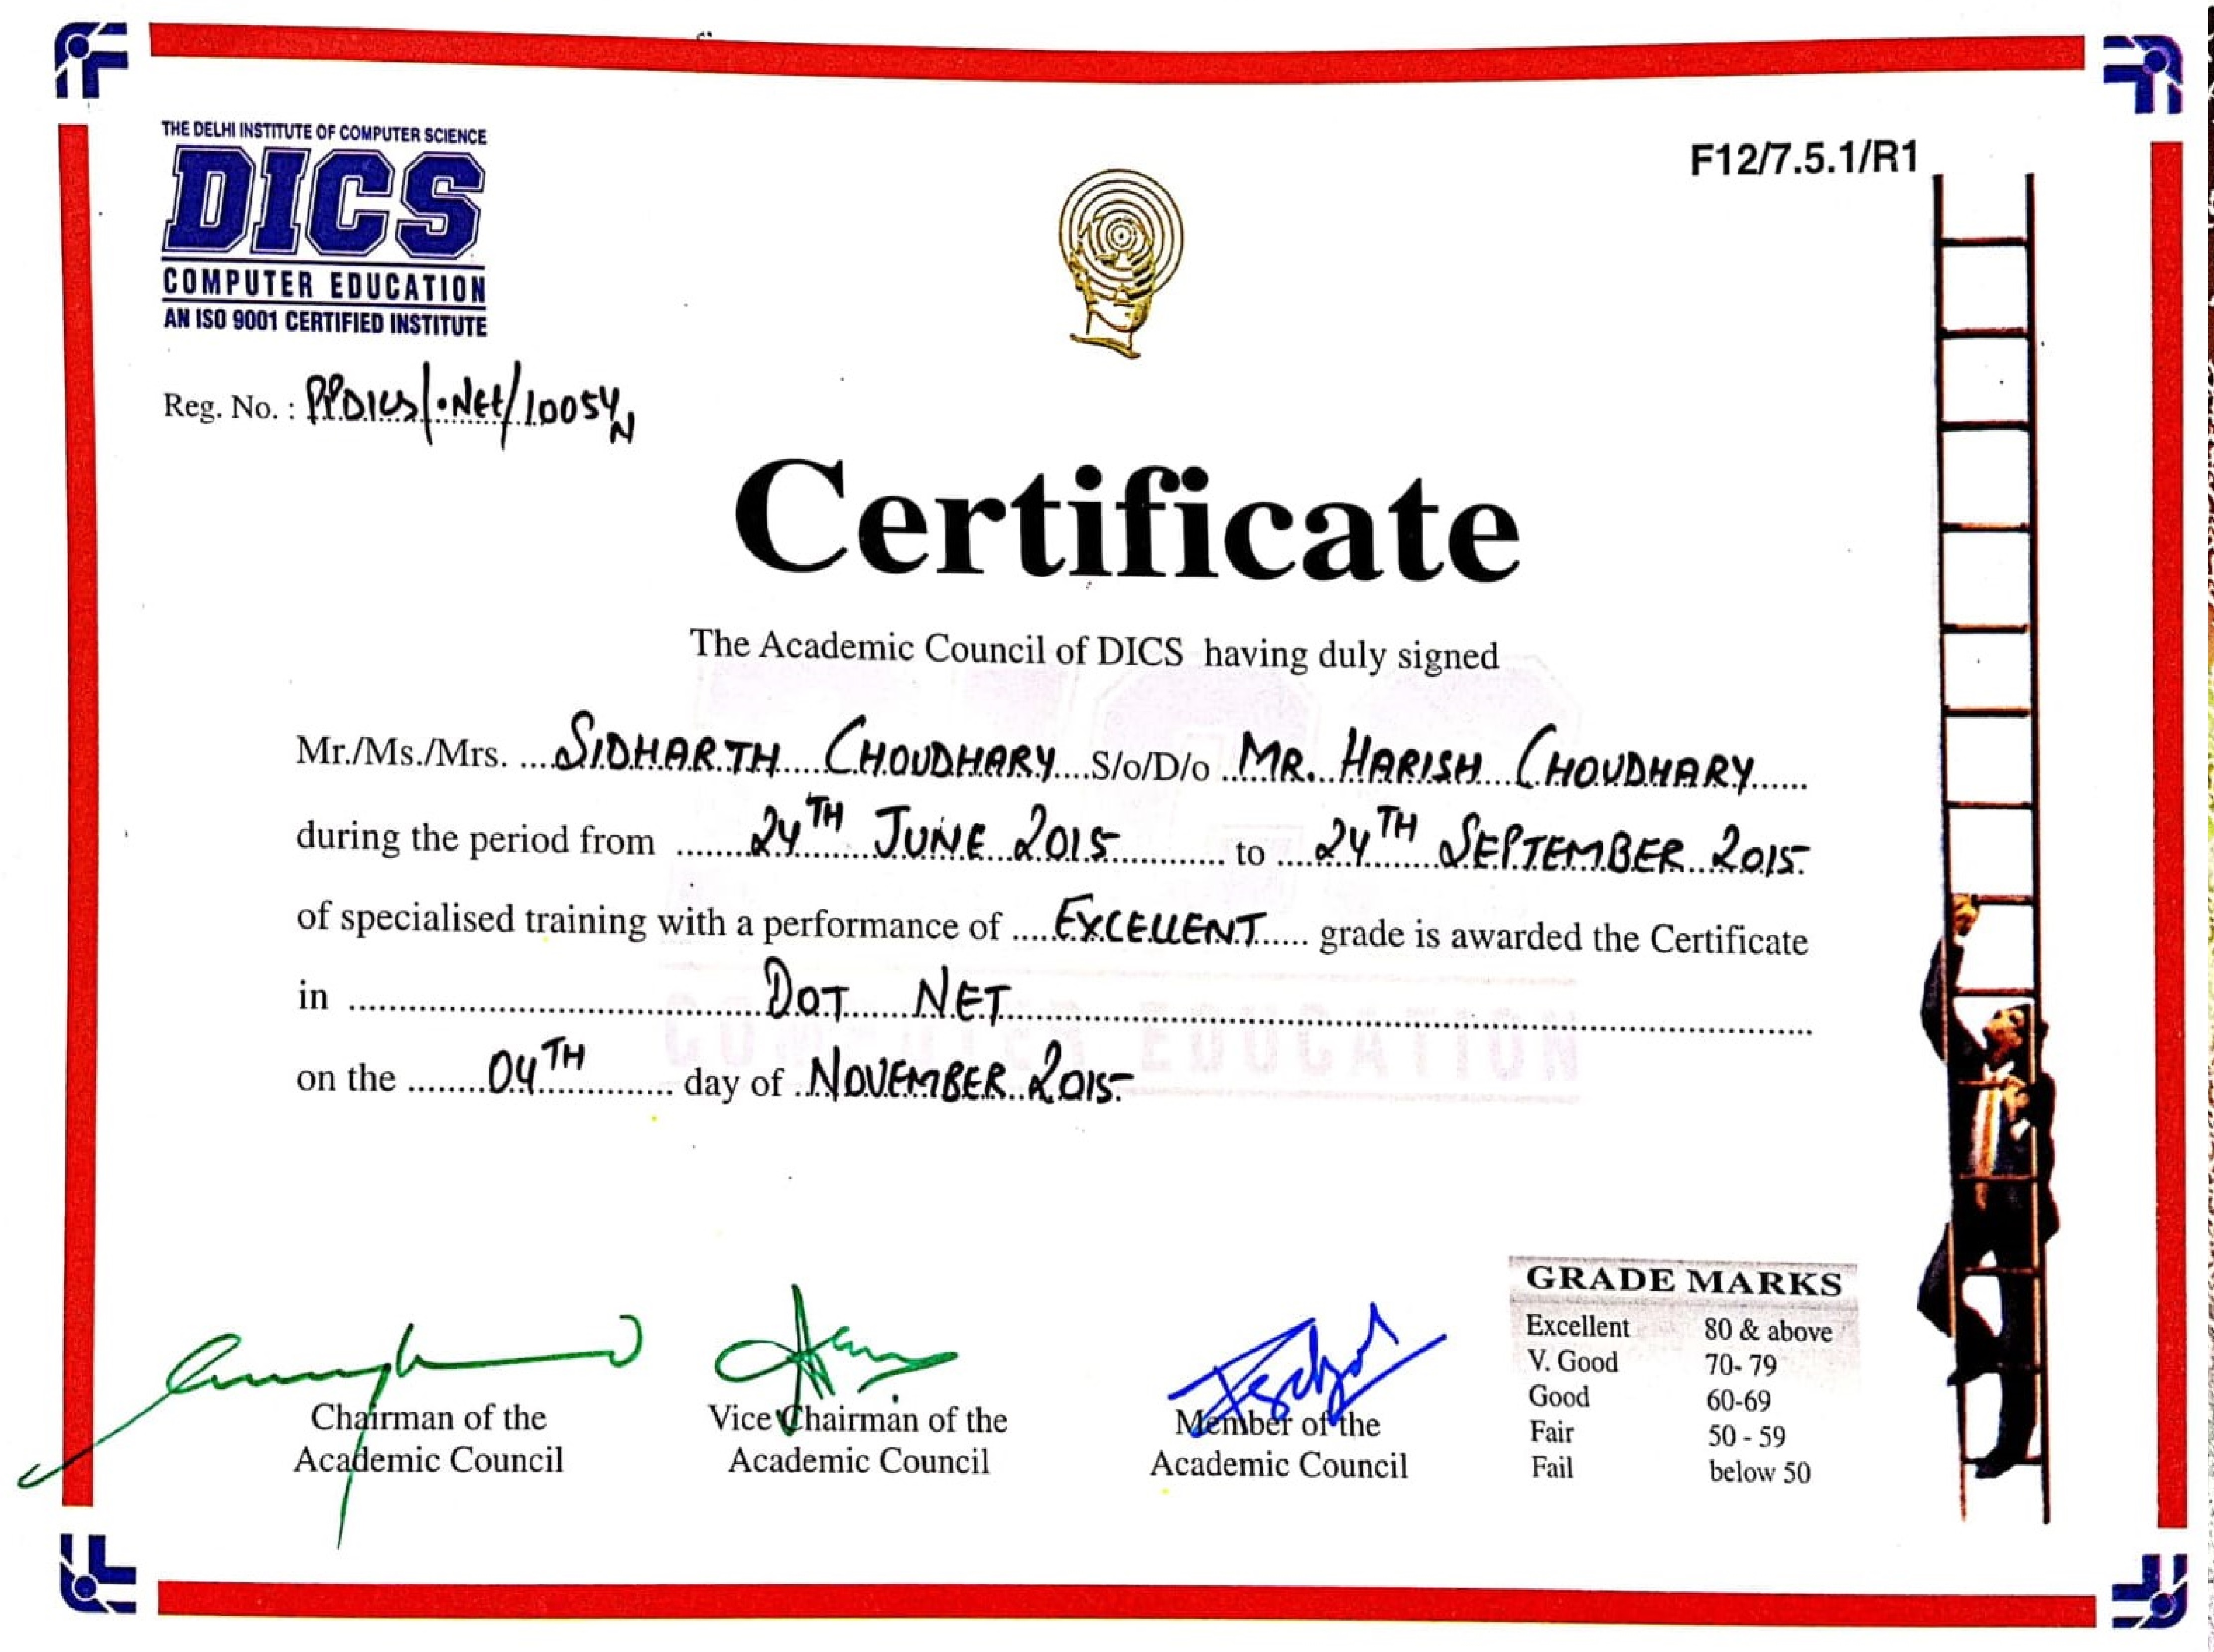 THE DELHI INSTITUTE OF COMPUTER SCIENCE
DICS
COMPUTER EDUCATION
AN ISO 9001 CERTIFIED INSTITUTE
F12/7.5.1/R1
Reg. No. : PPDICS/.Net/10054N
Certificate
The Academic Council of DICS having duly signed
Mr./Ms./Mrs. SIDHARTH CHOUDHARY S/o/D/o MR. HARISH CHOUDHARY
during the period from 24TH JUNE 2015 to 24TH SEPTEMBER 2015
of specialised training with a performance of EXCELLENT grade is awarded the Certificate
in DOT NET
on the 04TH day of NOVEMBER 2015
Chairman of the
Academic Council
Vice Chairman of the
Academic Council
Member of the
Academic Council
GRADE MARKS
Excellent 80 & above
V. Good 70-79
Good 60-69
Fair 50 - 59
Fail below 50